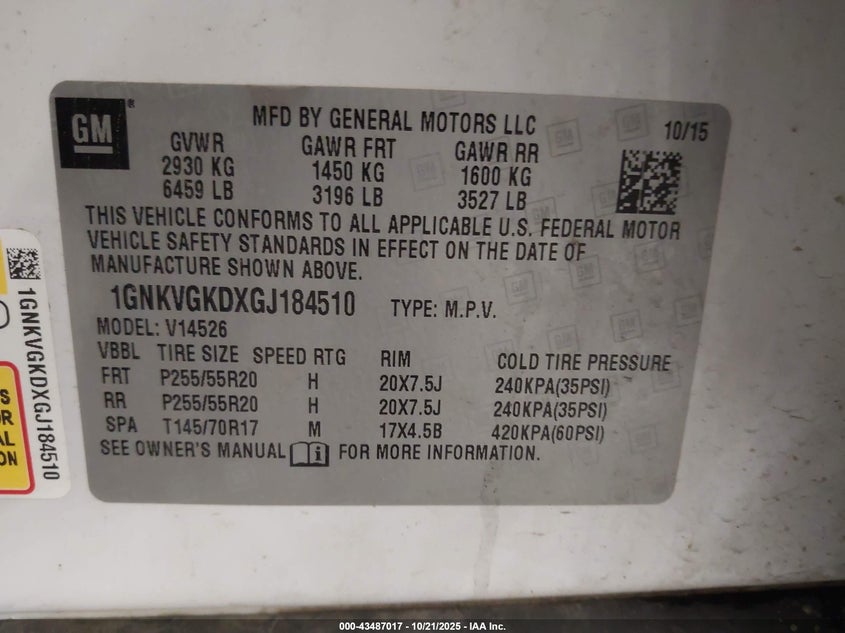 GM
®
MFD BY GENERAL MOTORS LLC
10/15
GVWR GAWR FRT GAWR RR
2930 KG 1450 KG 1600 KG
6459 LB 3196 LB 3527 LB
THIS VEHICLE CONFORMS TO ALL APPLICABLE U.S. FEDERAL MOTOR
VEHICLE SAFETY STANDARDS IN EFFECT ON THE DATE OF
MANUFACTURE SHOWN ABOVE.
1GNKVGKDXGJ184510 TYPE: M.P.V.
MODEL: V14526
VBBL TIRE SIZE SPEED RTG RIM COLD TIRE PRESSURE
FRT P255/55R20 H 20X7.5J 240KPA(35PSI)
RR P255/55R20 H 20X7.5J 240KPA(35PSI)
SPA T145/70R17 M 17X4.5B 420KPA(60PSI)
SEE OWNER'S MANUAL i FOR MORE INFORMATION.
1GNKVGKDXGJ184510
000-43487017 - 10/21/2025 - IAA Inc.